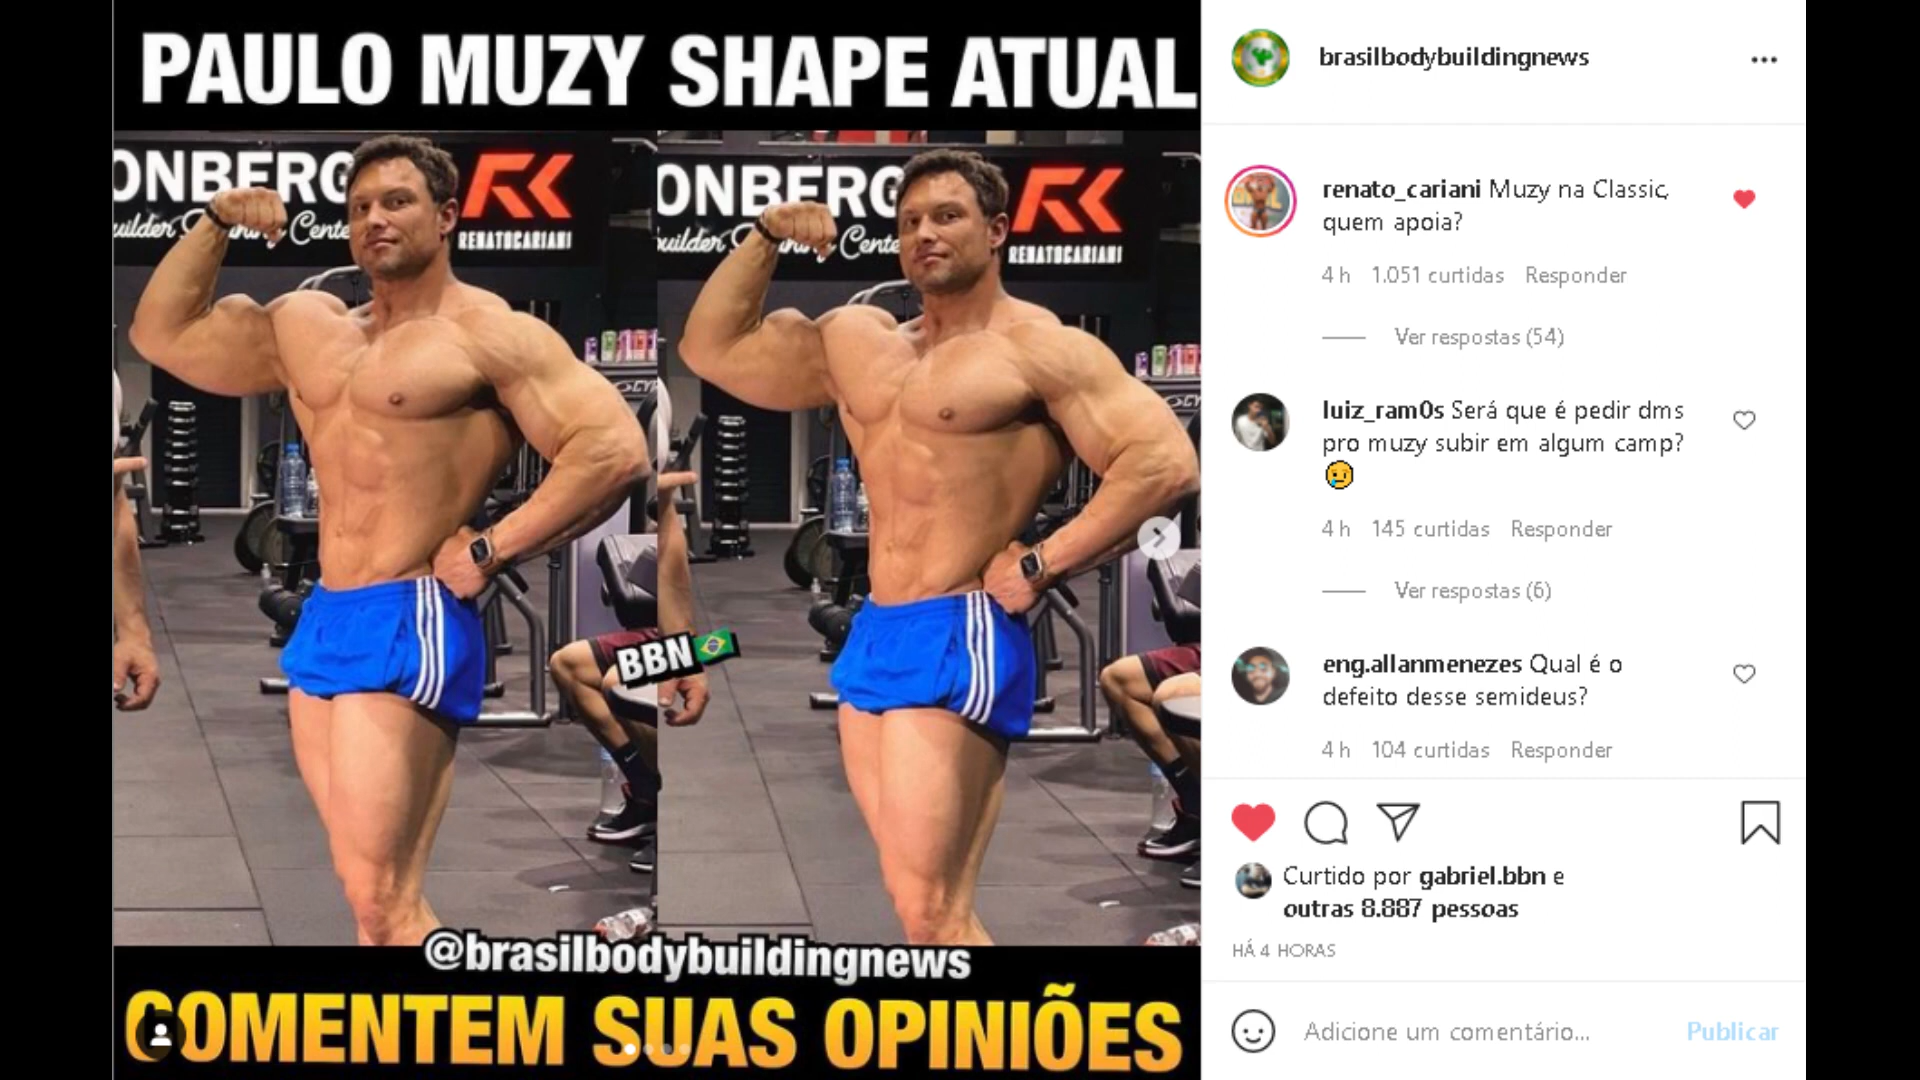 PAULO MUZY SHAPE ATUAL
ONBERG
RENATOCARIANI
ONBERG
RENATOCARIANI
BBN
@brasilbodybuildingnews
COMENTEM SUAS OPINIÕES
brasilbodybuildingnews
renato_cariani Muzy na Classic,
quem apoia?
4 h 1.051 curtidas Responder
Ver respostas (54)
luiz_ram0s Será que é pedir dms
pro muzy subir em algum camp?
😢
4 h 145 curtidas Responder
Ver respostas (6)
eng.allanmenezes Qual é o
defeito desse semideus?
4 h 104 curtidas Responder
Curtido por gabriel.bbn e
outras 8.887 pessoas
HÁ 4 HORAS
Adicione um comentário... Publicar